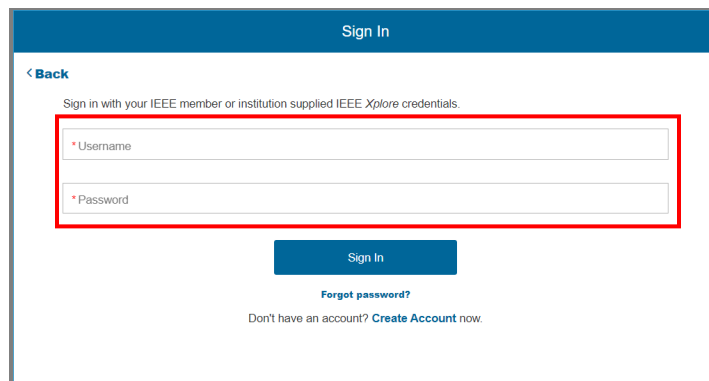 Sign In
<Back
Sign in with your IEEE member or institution supplied IEEE Xplore credentials.
*Username
*Password
Sign In
Forgot password?
Don't have an account? Create Account now.